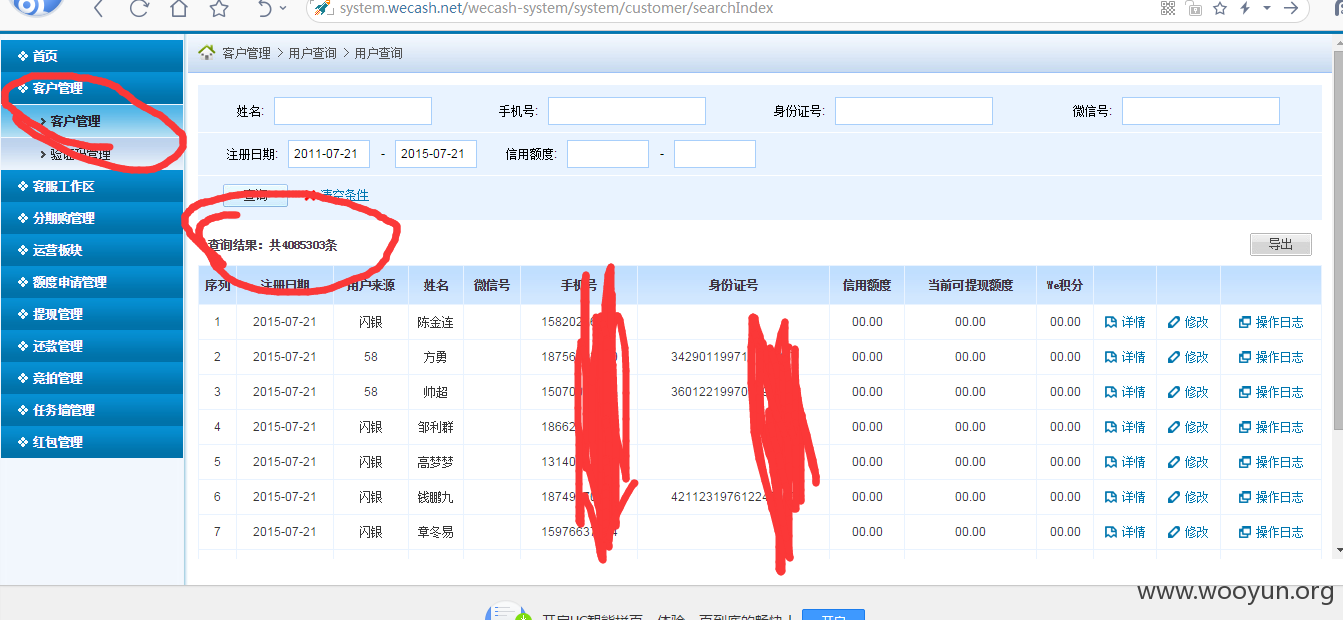 system.wecash.net/wecash-system/system/customer/searchIndex
首页
客户管理
客户管理
验证码管理
客服工作区
分期购管理
运营板块
额度申请管理
提现管理
还款管理
竞拍管理
任务墙管理
红包管理
客户管理 > 用户查询 > 用户查询
姓名: 手机号: 身份证号: 微信号:
注册日期: 2011-07-21 - 2015-07-21 信用额度: -
查询 清空条件
查询结果：共4085303条 导出
序列 注册日期 用户来源 姓名 微信号 手机号 身份证号 信用额度 当前可提现额度 We积分
1 2015-07-21 闪银 陈金连 15820 00.00 00.00 00.00 详情 修改 操作日志
2 2015-07-21 58 方勇 18756 3429011997 00.00 00.00 00.00 详情 修改 操作日志
3 2015-07-21 58 帅超 15070 36012219970 00.00 00.00 00.00 详情 修改 操作日志
4 2015-07-21 闪银 邹利群 18662 00.00 00.00 00.00 详情 修改 操作日志
5 2015-07-21 闪银 高梦梦 13140 00.00 00.00 00.00 详情 修改 操作日志
6 2015-07-21 闪银 钱鹏九 18749 42112319761224 00.00 00.00 00.00 详情 修改 操作日志
7 2015-07-21 闪银 章冬易 1597663 00.00 00.00 00.00 详情 修改 操作日志
www.wooyun.org